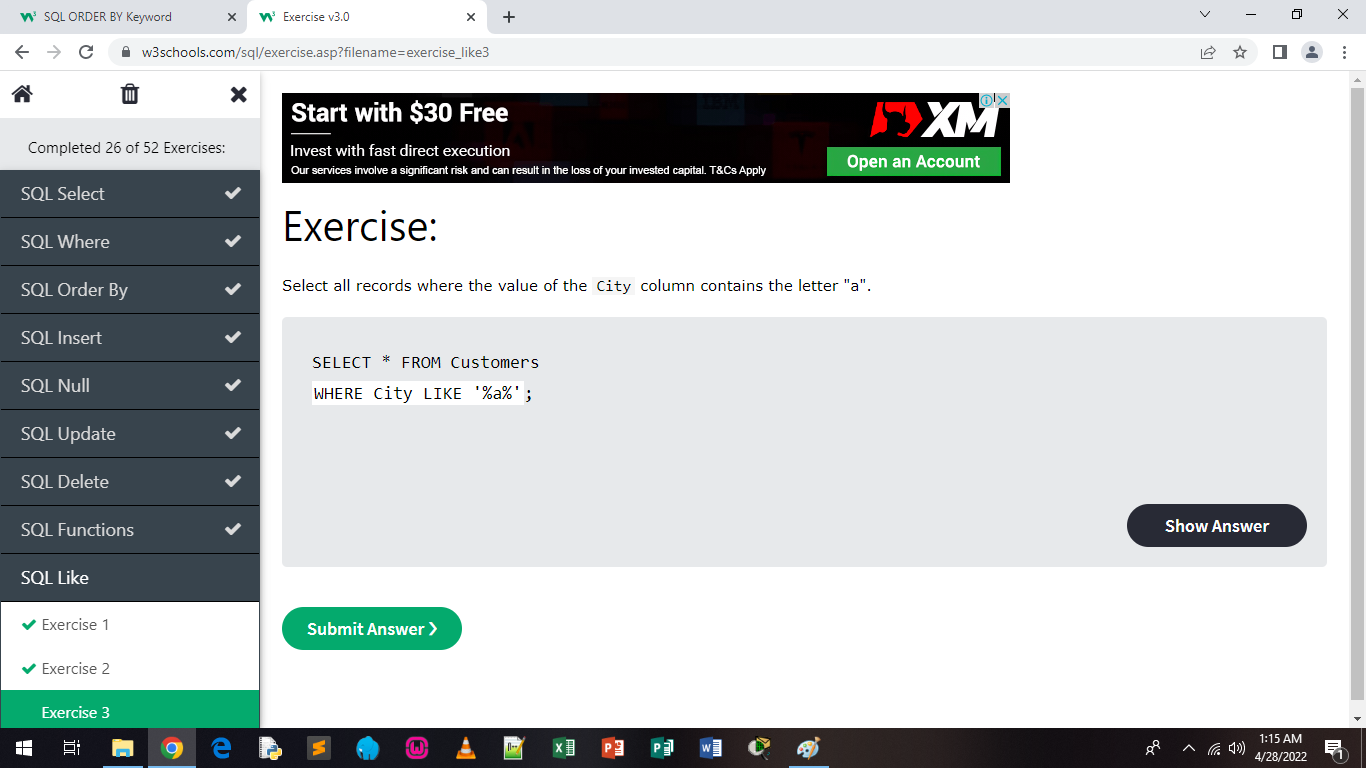 SQL ORDER BY Keyword
Exercise v3.0
w3schools.com/sql/exercise.asp?filename=exercise_like3
Completed 26 of 52 Exercises:
SQL Select
SQL Where
SQL Order By
SQL Insert
SQL Null
SQL Update
SQL Delete
SQL Functions
SQL Like
Exercise 1
Exercise 2
Exercise 3
Start with $30 Free
Invest with fast direct execution
Our services involve a significant risk and can result in the loss of your invested capital. T&Cs Apply
IBM
XM
Open an Account
Exercise:
Select all records where the value of the City column contains the letter "a".
SELECT * FROM Customers
WHERE City LIKE '%a%';
Show Answer
Submit Answer ❯
1:15 AM
4/28/2022
1